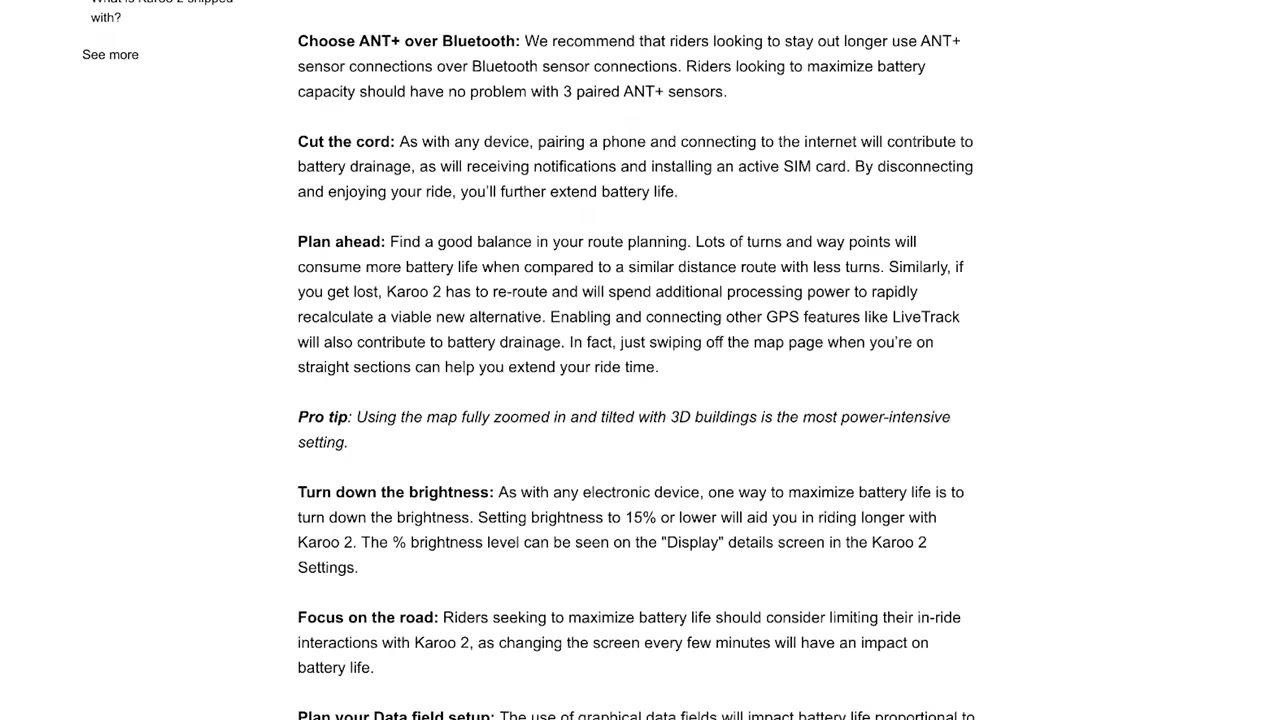 What is Karoo 2 shipped
with?
See more
Choose ANT+ over Bluetooth: We recommend that riders looking to stay out longer use ANT+
sensor connections over Bluetooth sensor connections. Riders looking to maximize battery
capacity should have no problem with 3 paired ANT+ sensors.
Cut the cord: As with any device, pairing a phone and connecting to the internet will contribute to
battery drainage, as will receiving notifications and installing an active SIM card. By disconnecting
and enjoying your ride, you'll further extend battery life.
Plan ahead: Find a good balance in your route planning. Lots of turns and way points will
consume more battery life when compared to a similar distance route with less turns. Similarly, if
you get lost, Karoo 2 has to re-route and will spend additional processing power to rapidly
recalculate a viable new alternative. Enabling and connecting other GPS features like LiveTrack
will also contribute to battery drainage. In fact, just swiping off the map page when you're on
straight sections can help you extend your ride time.
Pro tip: Using the map fully zoomed in and tilted with 3D buildings is the most power-intensive
setting.
Turn down the brightness: As with any electronic device, one way to maximize battery life is to
turn down the brightness. Setting brightness to 15% or lower will aid you in riding longer with
Karoo 2. The % brightness level can be seen on the "Display" details screen in the Karoo 2
Settings.
Focus on the road: Riders seeking to maximize battery life should consider limiting their in-ride
interactions with Karoo 2, as changing the screen every few minutes will have an impact on
battery life.
Plan your Data field setup: The use of graphical data fields will impact battery life proportional to